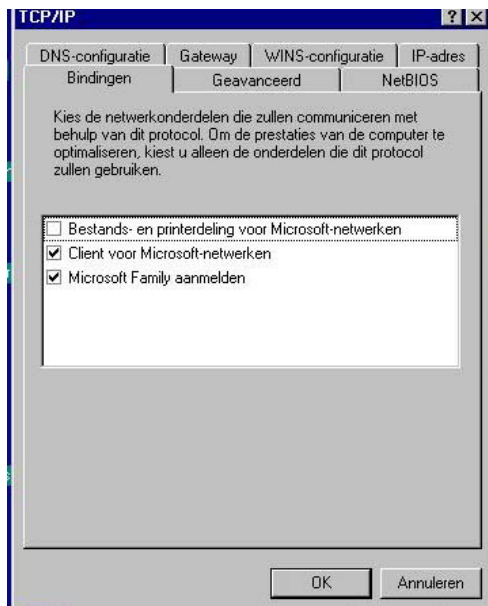 TCP/IP
DNS-configuratie Gateway WINS-configuratie IP-adres
Bindingen Geavanceerd NetBIOS
Kies de netwerkonderdelen die zullen communiceren met
behulp van dit protocol. Om de prestaties van de computer te
optimaliseren, kiest u alleen de onderdelen die dit protocol
zullen gebruiken.
Bestands- en printerdeling voor Microsoft-netwerken
Client voor Microsoft-netwerken
Microsoft Family aanmelden
OK Annuleren